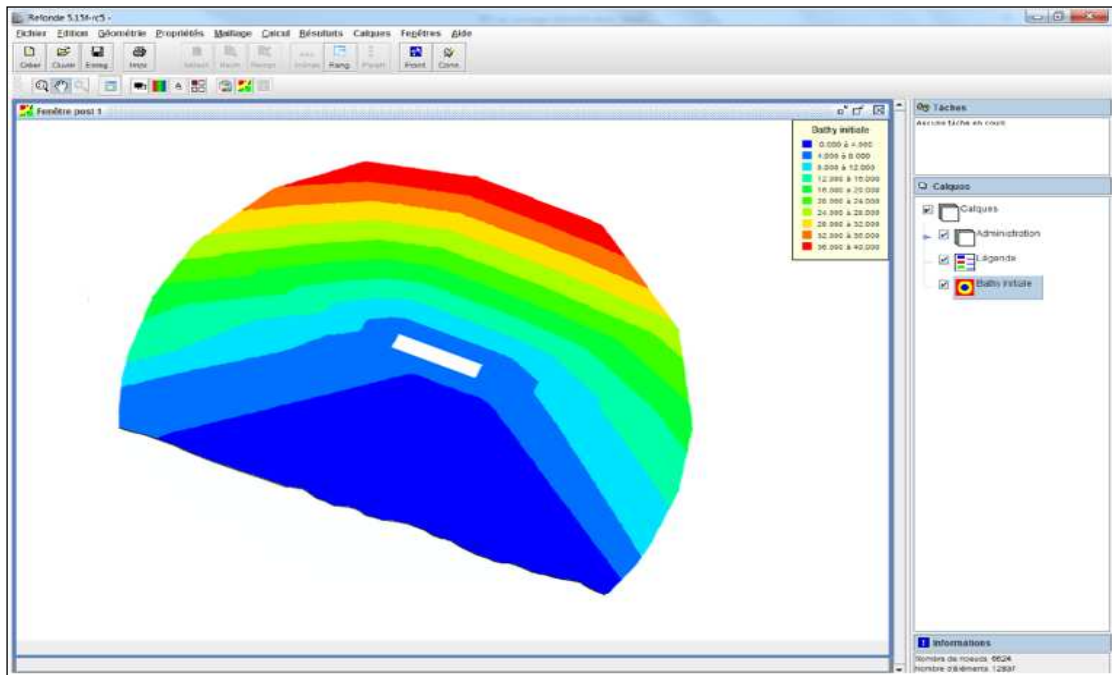 Refonde 5.15f-rc5 -
Fichier Edition Géométrie Propriétés Maillage Calcul Résultats Calques Fenêtres Aide
Créer Enreg. Rang. Point Conn.
Fenêtre post 1
Bathy initiale
0.000 à 4.000
4.000 à 8.000
8.000 à 12.000
12.000 à 16.000
16.000 à 20.000
20.000 à 24.000
24.000 à 28.000
28.000 à 32.000
32.000 à 36.000
36.000 à 40.000
Tâches
Aucune tâche en cours
Calques
Calques
Administration
Légende
Bathy initiale
Informations
Nombre de noeuds 6624
Nombre d'éléments